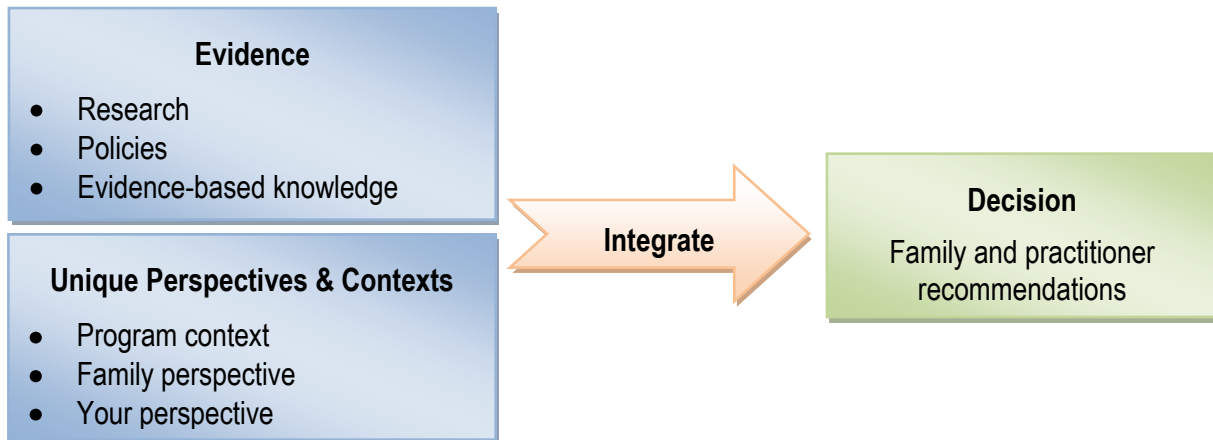 Evidence
• Research
• Policies
• Evidence-based knowledge
Unique Perspectives & Contexts
• Program context
• Family perspective
• Your perspective
Integrate
Decision
Family and practitioner
recommendations